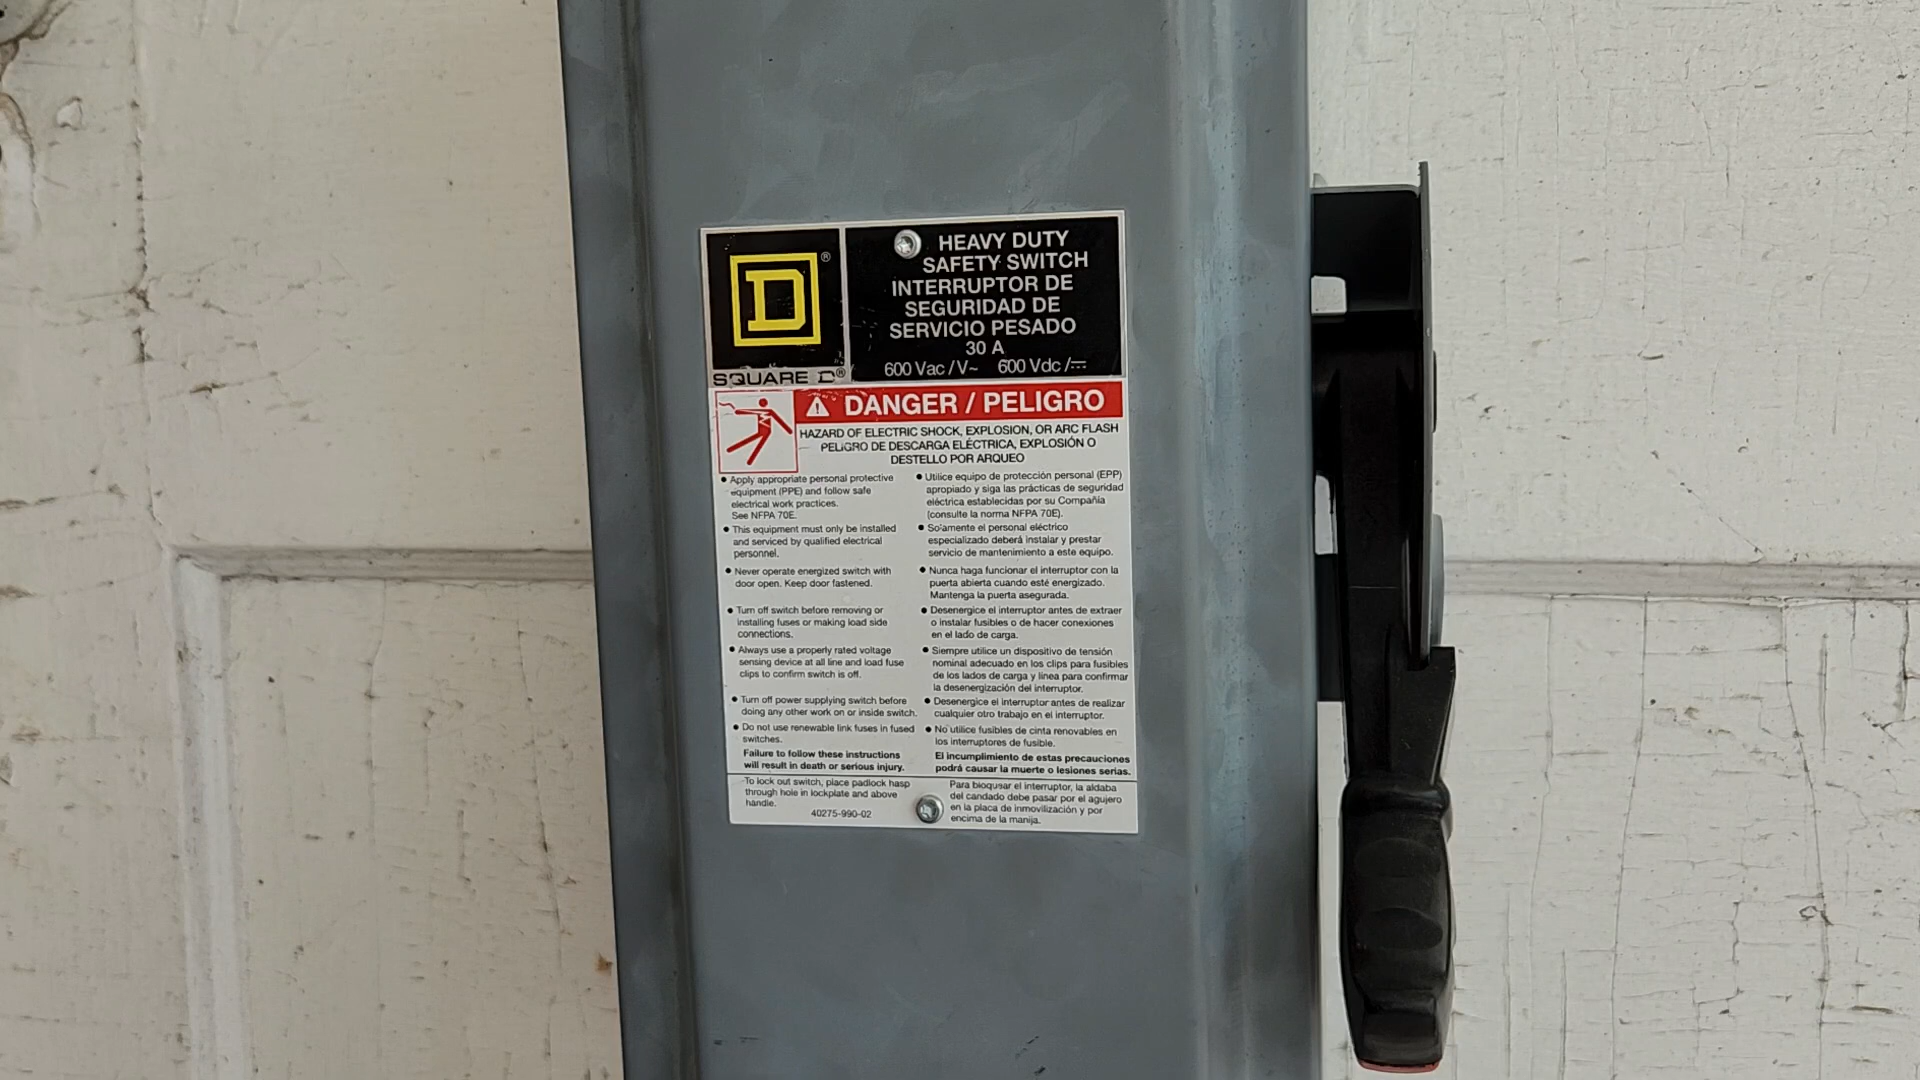 D®
SQUARE D®
HEAVY DUTY
SAFETY SWITCH
INTERRUPTOR DE
SEGURIDAD DE
SERVICIO PESADO
30 A
600 Vac / V~ 600 Vdc / ⎓
DANGER / PELIGRO
HAZARD OF ELECTRIC SHOCK, EXPLOSION, OR ARC FLASH
PELIGRO DE DESCARGA ELÉCTRICA, EXPLOSIÓN O
DESTELLO POR ARQUEO
• Apply appropriate personal protective
equipment (PPE) and follow safe
electrical work practices.
See NFPA 70E.
• This equipment must only be installed
and serviced by qualified electrical
personnel.
• Never operate energized switch with
door open. Keep door fastened.
• Turn off switch before removing or
installing fuses or making load side
connections.
• Always use a properly rated voltage
sensing device at all line and load fuse
clips to confirm switch is off.
• Turn off power supplying switch before
doing any other work on or inside switch.
• Do not use renewable link fuses in fused
switches.
Failure to follow these instructions
will result in death or serious injury.
• Utilice equipo de protección personal (EPP)
apropiado y siga las prácticas de seguridad
eléctrica establecidas por su Compañía
(consulte la norma NFPA 70E).
• Solamente el personal eléctrico
especializado deberá instalar y prestar
servicio de mantenimiento a este equipo.
• Nunca haga funcionar el interruptor con la
puerta abierta cuando esté energizado.
Mantenga la puerta asegurada.
• Desenergice el interruptor antes de extraer
o instalar fusibles o de hacer conexiones
en el lado de carga.
• Siempre utilice un dispositivo de tensión
nominal adecuado en los clips para fusibles
de los lados de carga y línea para confirmar
la desenergización del interruptor.
• Desenergice el interruptor antes de realizar
cualquier otro trabajo en el interruptor.
• No utilice fusibles de cinta renovables en
los interruptores de fusible.
El incumplimiento de estas precauciones
podrá causar la muerte o lesiones serias.
To lock out switch, place padlock hasp
through hole in lockplate and above
handle.
40275-990-02
Para bloquear el interruptor, la aldaba
del candado debe pasar por el agujero
en la placa de inmovilización y por
encima de la manija.